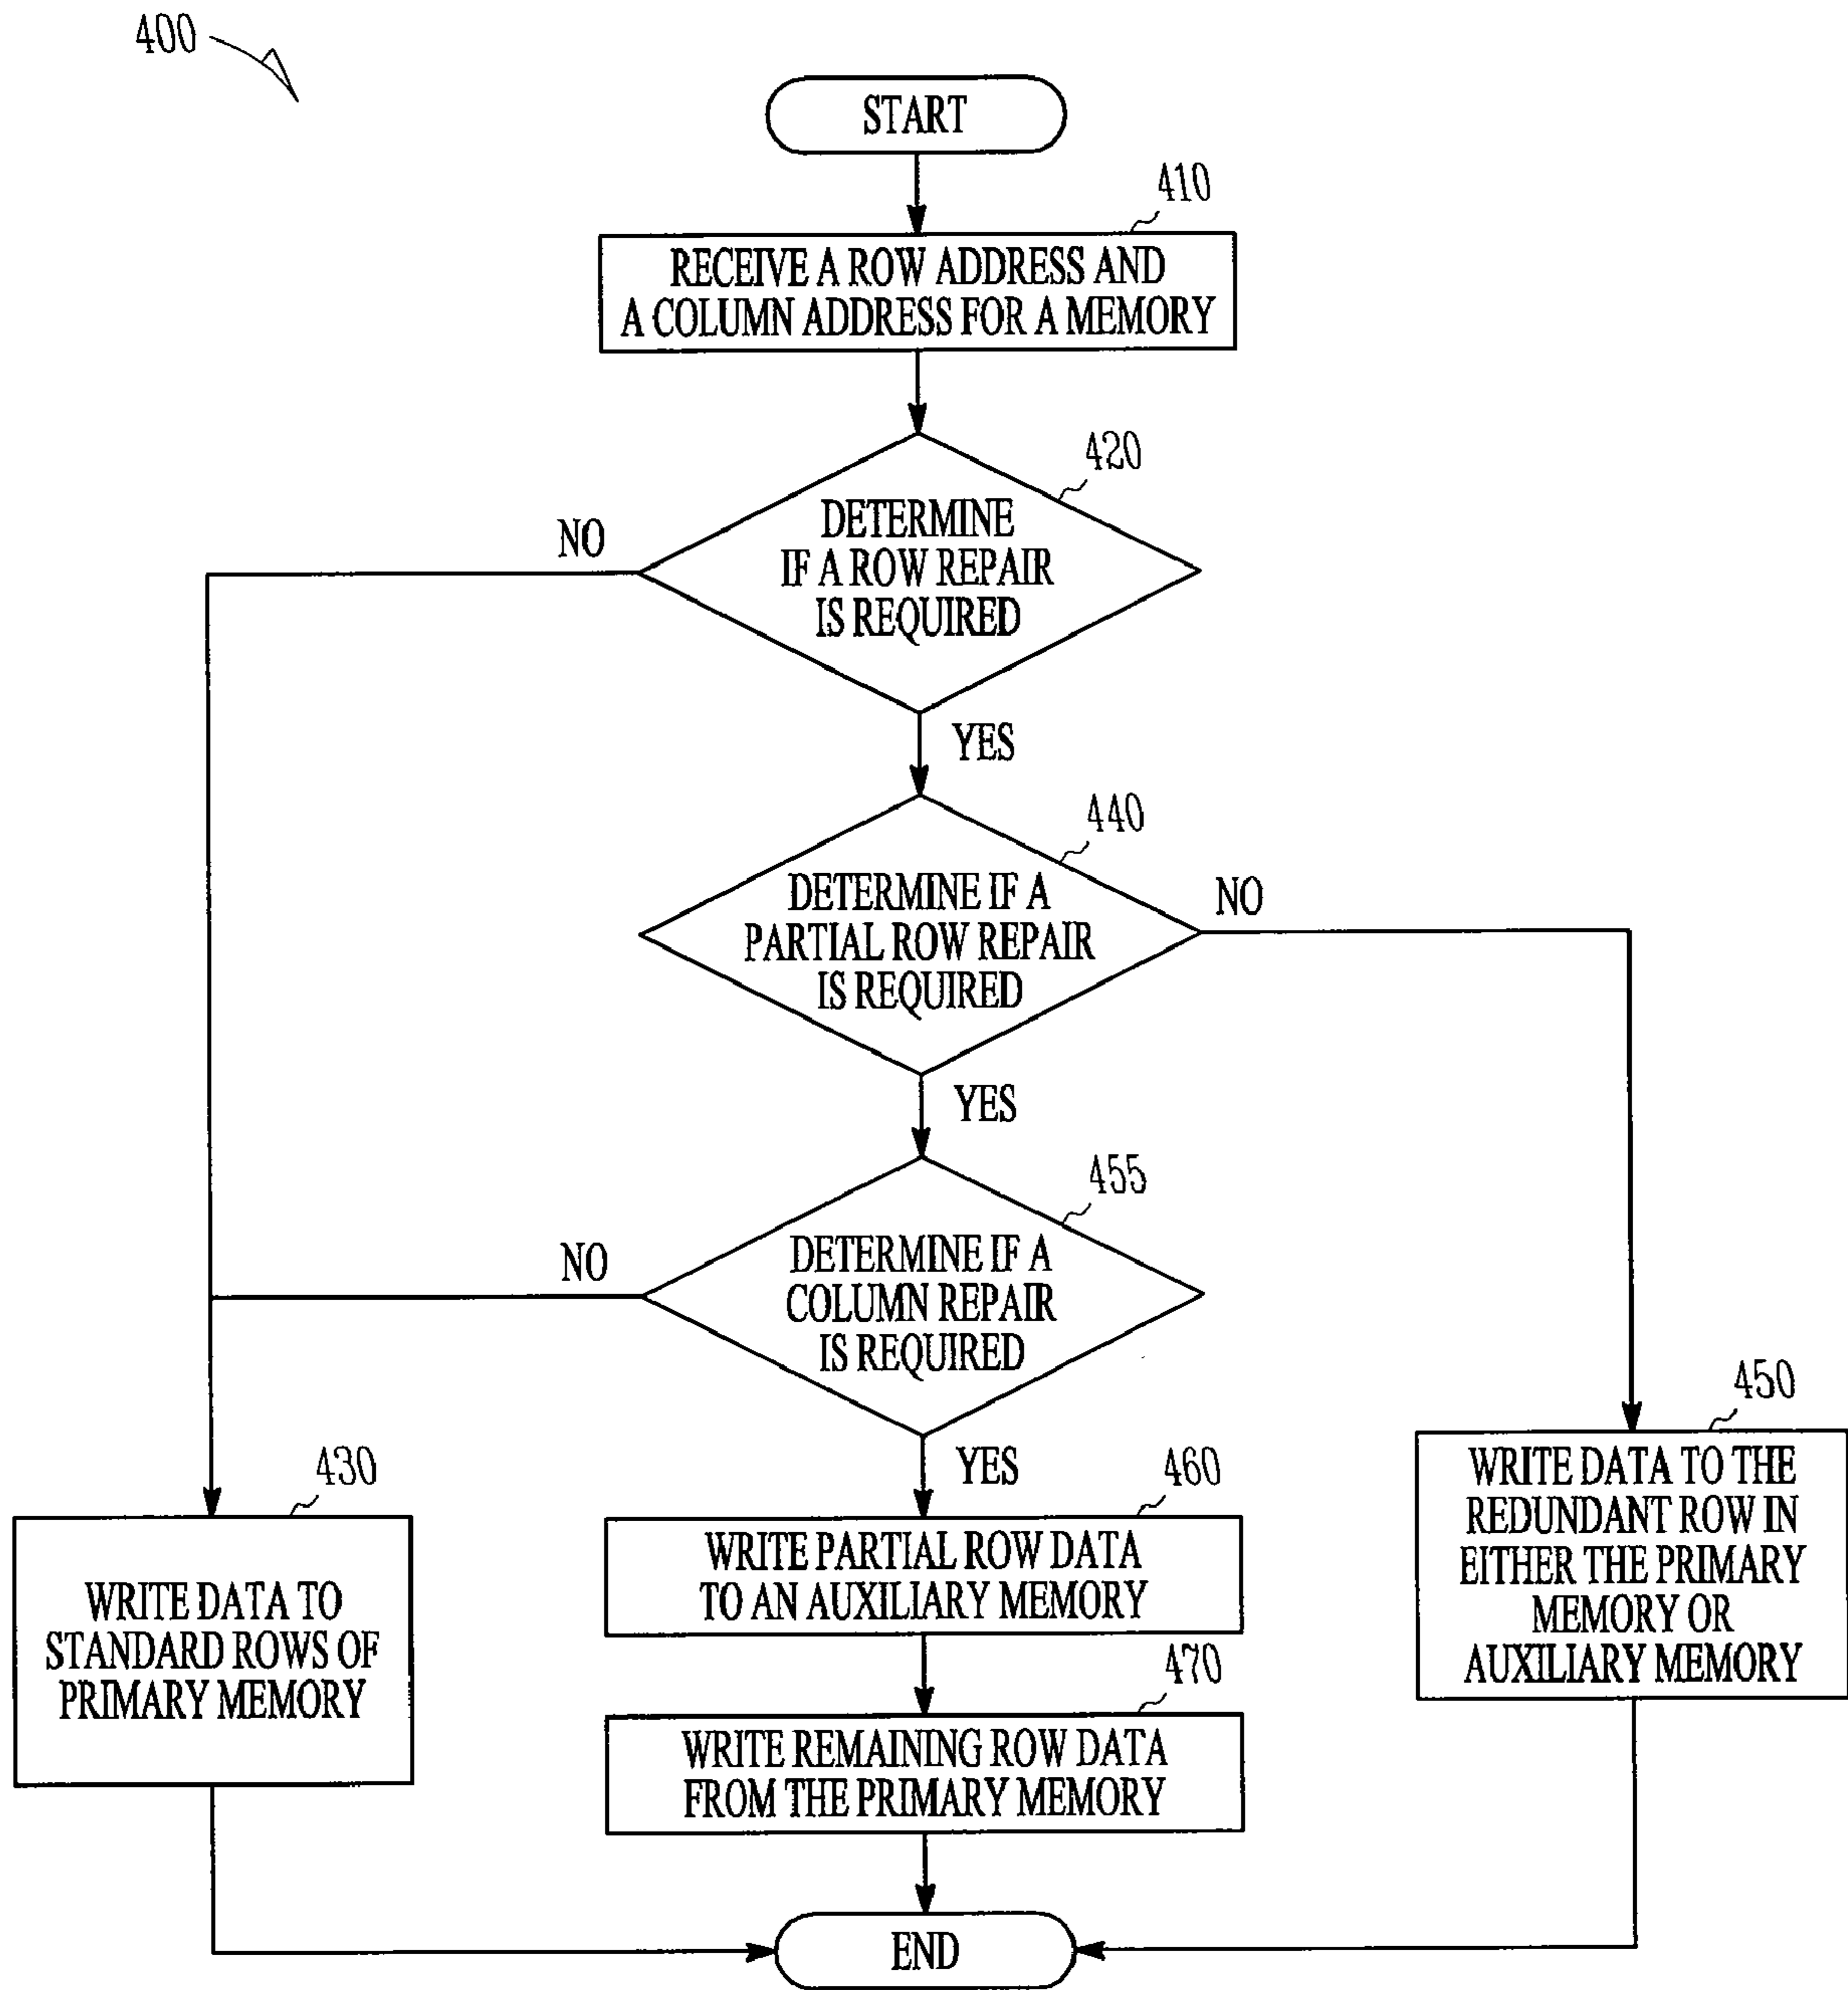 400
START
410
RECEIVE A ROW ADDRESS AND
A COLUMN ADDRESS FOR A MEMORY
420
DETERMINE
IF A ROW REPAIR
IS REQUIRED
NO
YES
440
DETERMINE IF A
PARTIAL ROW REPAIR
IS REQUIRED
NO
YES
455
DETERMINE IF A
COLUMN REPAIR
IS REQUIRED
NO
YES
430
WRITE DATA TO
STANDARD ROWS OF
PRIMARY MEMORY
460
WRITE PARTIAL ROW DATA
TO AN AUXILIARY MEMORY
470
WRITE REMAINING ROW DATA
FROM THE PRIMARY MEMORY
450
WRITE DATA TO THE
REDUNDANT ROW IN
EITHER THE PRIMARY
MEMORY OR
AUXILIARY MEMORY
END